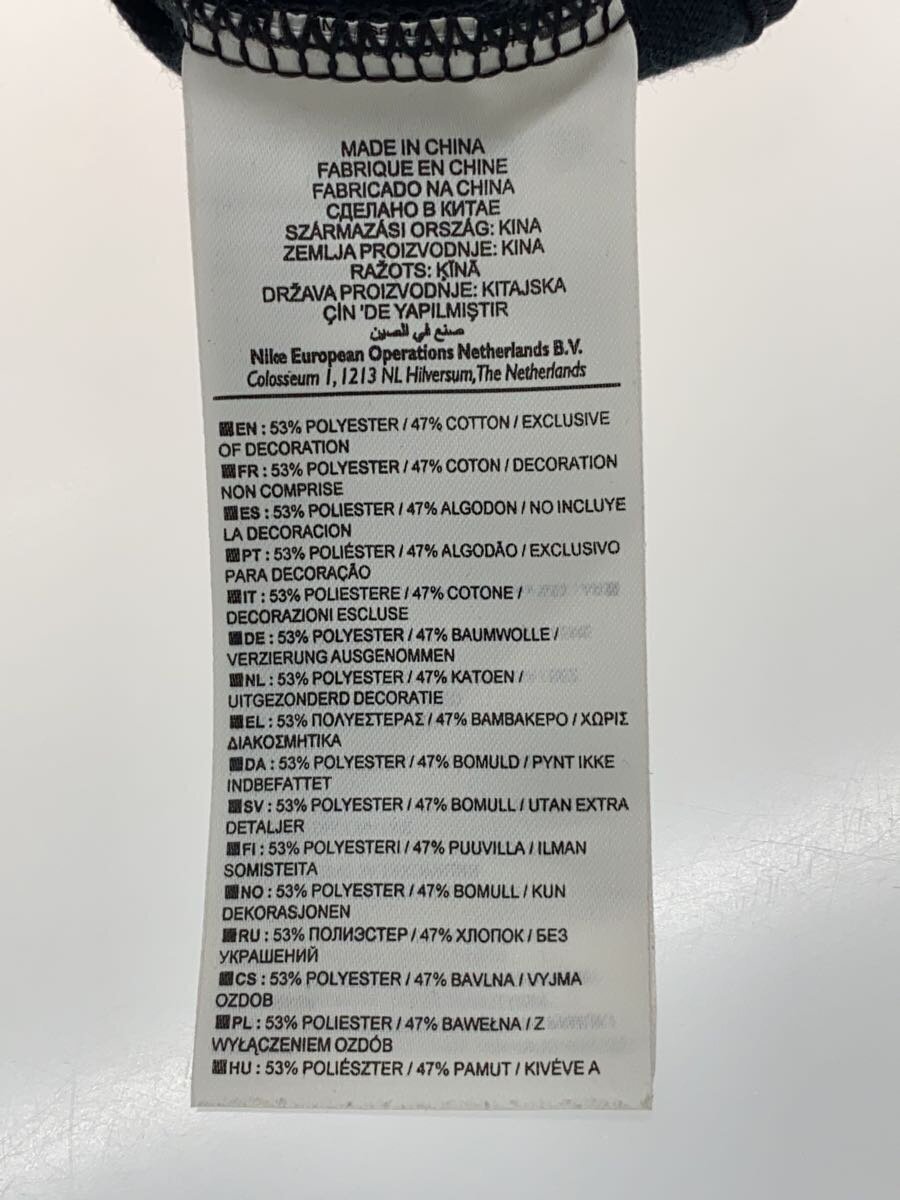 MADE IN CHINA
FABRIQUE EN CHINE
FABRICADO NA CHINA
СДЕЛАНО В КИТАЕ
SZÁRMAZÁSI ORSZÁG: KINA
ZEMLJA PROIZVODNJE: KINA
RAŽOTS: ĶĪNĀ
DRŽAVA PROIZVODNJE: KITAJSKA
ÇİN 'DE YAPILMIŞTIR
صنع في الصين
Nike European Operations Netherlands B.V.
Colosseum 1, 1213 NL Hilversum, The Netherlands
EN : 53% POLYESTER / 47% COTTON / EXCLUSIVE
OF DECORATION
FR : 53% POLYESTER / 47% COTON / DECORATION
NON COMPRISE
ES : 53% POLIESTER / 47% ALGODON / NO INCLUYE
LA DECORACION
PT : 53% POLIÉSTER / 47% ALGODÃO / EXCLUSIVO
PARA DECORAÇÃO
IT : 53% POLIESTERE / 47% COTONE /
DECORAZIONI ESCLUSE
DE : 53% POLYESTER / 47% BAUMWOLLE /
VERZIERUNG AUSGENOMMEN
NL : 53% POLYESTER / 47% KATOEN /
UITGEZONDERD DECORATIE
EL : 53% ΠΟΛΥΕΣΤΕΡΑΣ / 47% ΒΑΜΒΑΚΕΡΟ / ΧΩΡΙΣ
ΔΙΑΚΟΣΜΗΤΙΚΑ
DA : 53% POLYESTER / 47% BOMULD / PYNT IKKE
INDBEFATTET
SV : 53% POLYESTER / 47% BOMULL / UTAN EXTRA
DETALJER
FI : 53% POLYESTERI / 47% PUUVILLA / ILMAN
SOMISTEITA
NO : 53% POLYESTER / 47% BOMULL / KUN
DEKORASJONEN
RU : 53% ПОЛИЭСТЕР / 47% ХЛОПОК / БЕЗ
УКРАШЕНИЙ
CS : 53% POLYESTER / 47% BAVLNA / VYJMA
OZDOB
PL : 53% POLIESTER / 47% BAWEŁNA / Z
WYŁĄCZENIEM OZDÓB
HU : 53% POLIÉSZTER / 47% PAMUT / KIVÉVE A